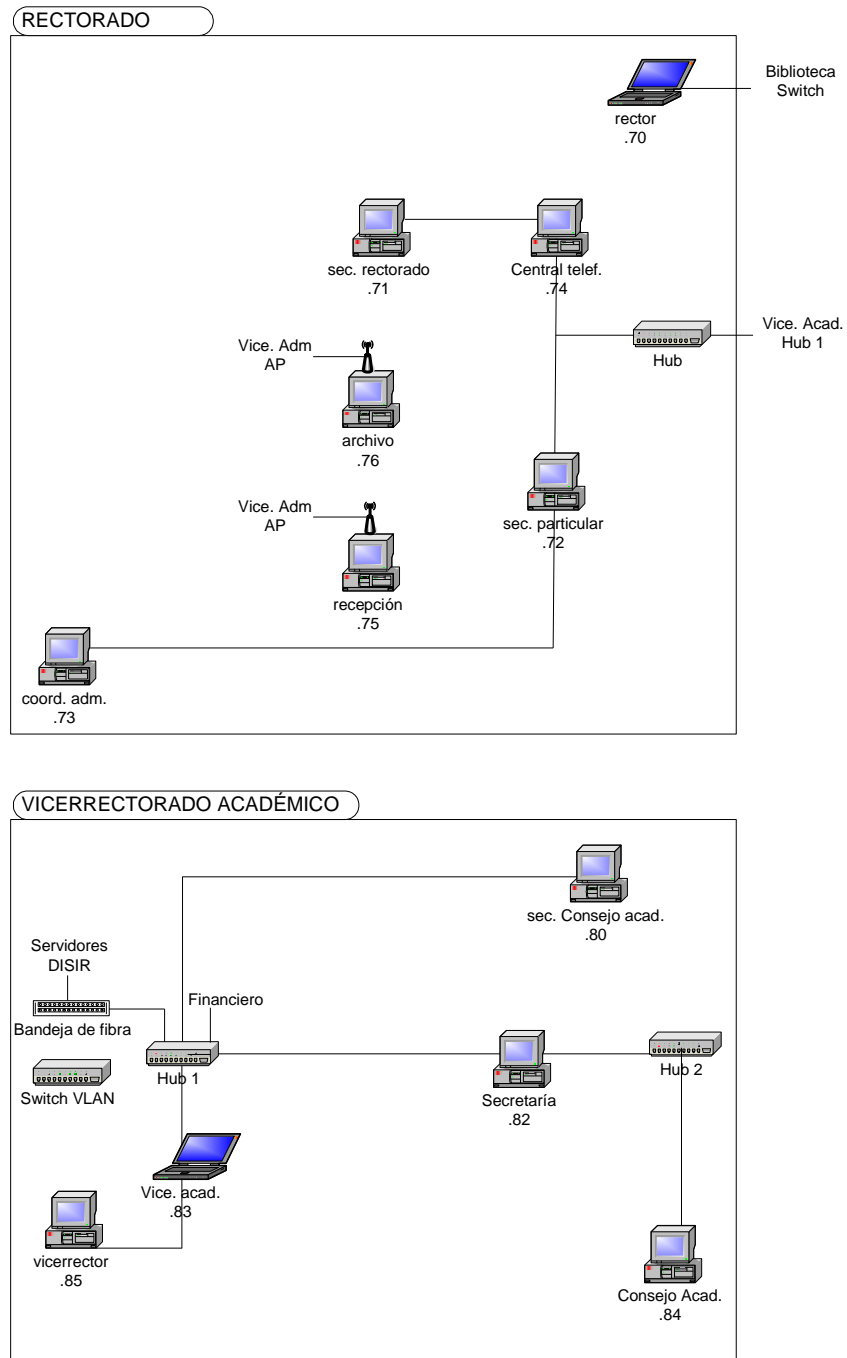 RECTORADO
Biblioteca
Switch
rector
.70
sec. rectorado
.71
Central telef.
.74
Vice. Adm
AP
archivo
.76
Hub
Vice. Acad.
Hub 1
Vice. Adm
AP
recepción
.75
sec. particular
.72
coord. adm.
.73
VICERRECTORADO ACADÉMICO
sec. Consejo acad.
.80
Servidores
DISIR
Bandeja de fibra
Financiero
Switch VLAN
Hub 1
Secretaría
.82
Hub 2
Vice. acad.
.83
vicerrector
.85
Consejo Acad.
.84